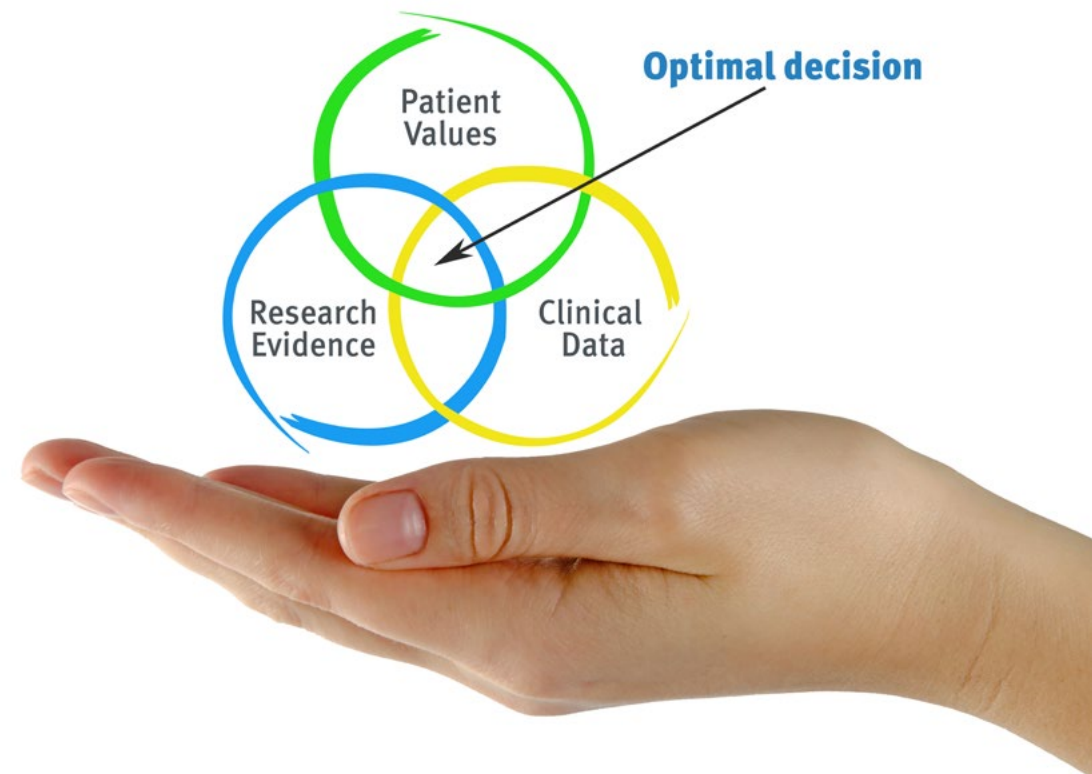 Optimal decision
Patient
Values
Research
Evidence
Clinical
Data